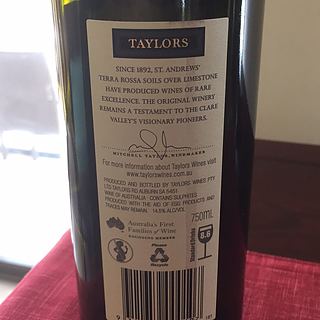 TAYLORS
SINCE 1892, ST. ANDREWS'
TERRA ROSSA SOILS OVER LIMESTONE
HAVE PRODUCED WINES OF RARE
EXCELLENCE. THE ORIGINAL WINERY
REMAINS A TESTAMENT TO THE CLARE
VALLEY'S VISIONARY PIONEERS.
MITCHELL TAYLOR, WINEMAKER
For more information about Taylors Wines visit
www.taylorswines.com.au
PRODUCED AND BOTTLED BY TAYLORS WINES PTY
LTD TAYLORS RD AUBURN SA 5451
WINE OF AUSTRALIA · CONTAINS SULPHITES
PRODUCED WITH THE AID OF EGG PRODUCTS AND
TRACES MAY REMAIN. 14.5% ALC/VOL
750ml
Australia's First
Families of Wine
FOUNDING MEMBER
Please
Recycle
Standard Drinks
8.6